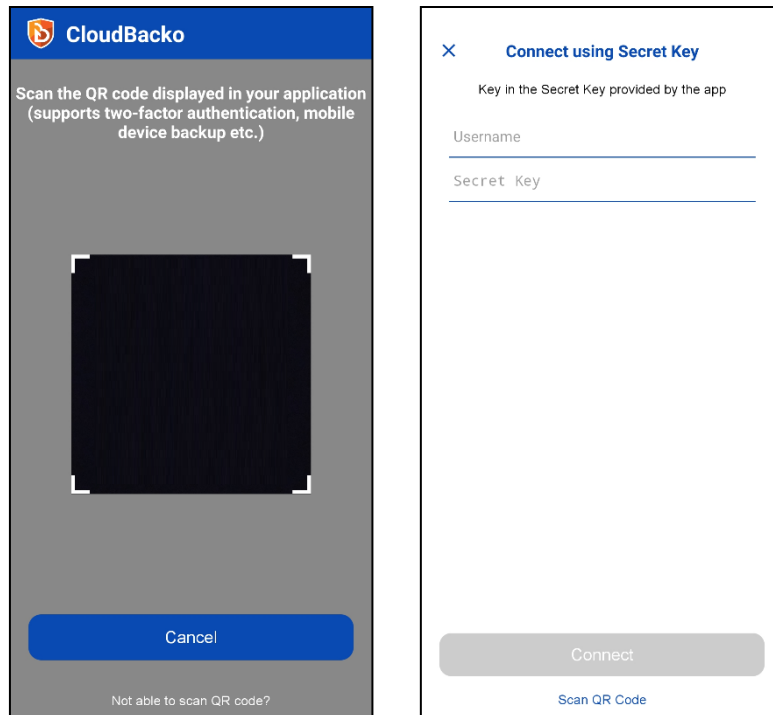 CloudBacko
Scan the QR code displayed in your application
(supports two-factor authentication, mobile
device backup etc.)
Cancel
Not able to scan QR code?
Connect using Secret Key
Key in the Secret Key provided by the app
Username
Secret Key
Connect
Scan QR Code